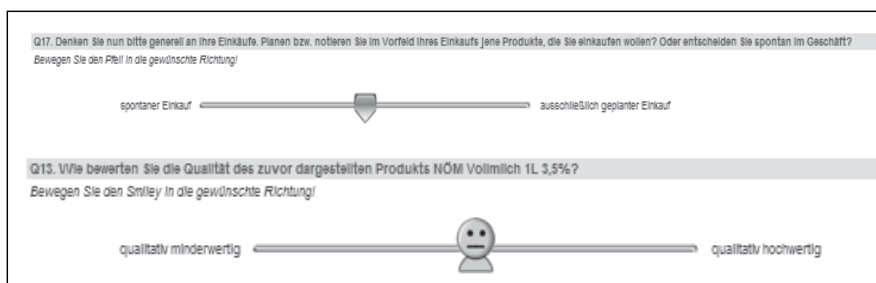 Q17. Denken Sie nun bitte generell an Ihre Einkäufe. Planen bzw. notieren Sie im Vorfeld Ihres Einkaufs jene Produkte, die Sie einkaufen wollen? Oder entscheiden Sie spontan im Geschäft?
Bewegen Sie den Pfeil in die gewünschte Richtung!
spontaner Einkauf ausschließlich geplanter Einkauf
Q13. Wie bewerten Sie die Qualität des zuvor dargestellten Produkts NÖM Vollmilch 1L 3,5%?
Bewegen Sie den Smiley in die gewünschte Richtung!
qualitativ minderwertig qualitativ hochwertig